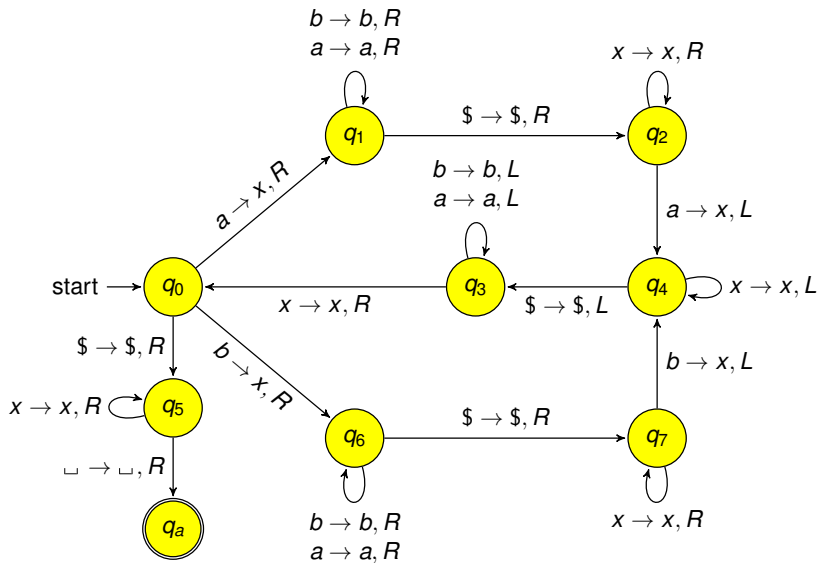 b → b, R
a → a, R
x → x, R
q1
$ → $, R
q2
b → b, L
a → a, L
a → x, R
a → x, L
start
q0
x → x, R
q3
$ → $, L
q4
x → x, L
$ → $, R
b → x, R
b → x, L
x → x, R
q5
q6
$ → $, R
q7
␣ → ␣, R
qa
b → b, R
a → a, R
x → x, R